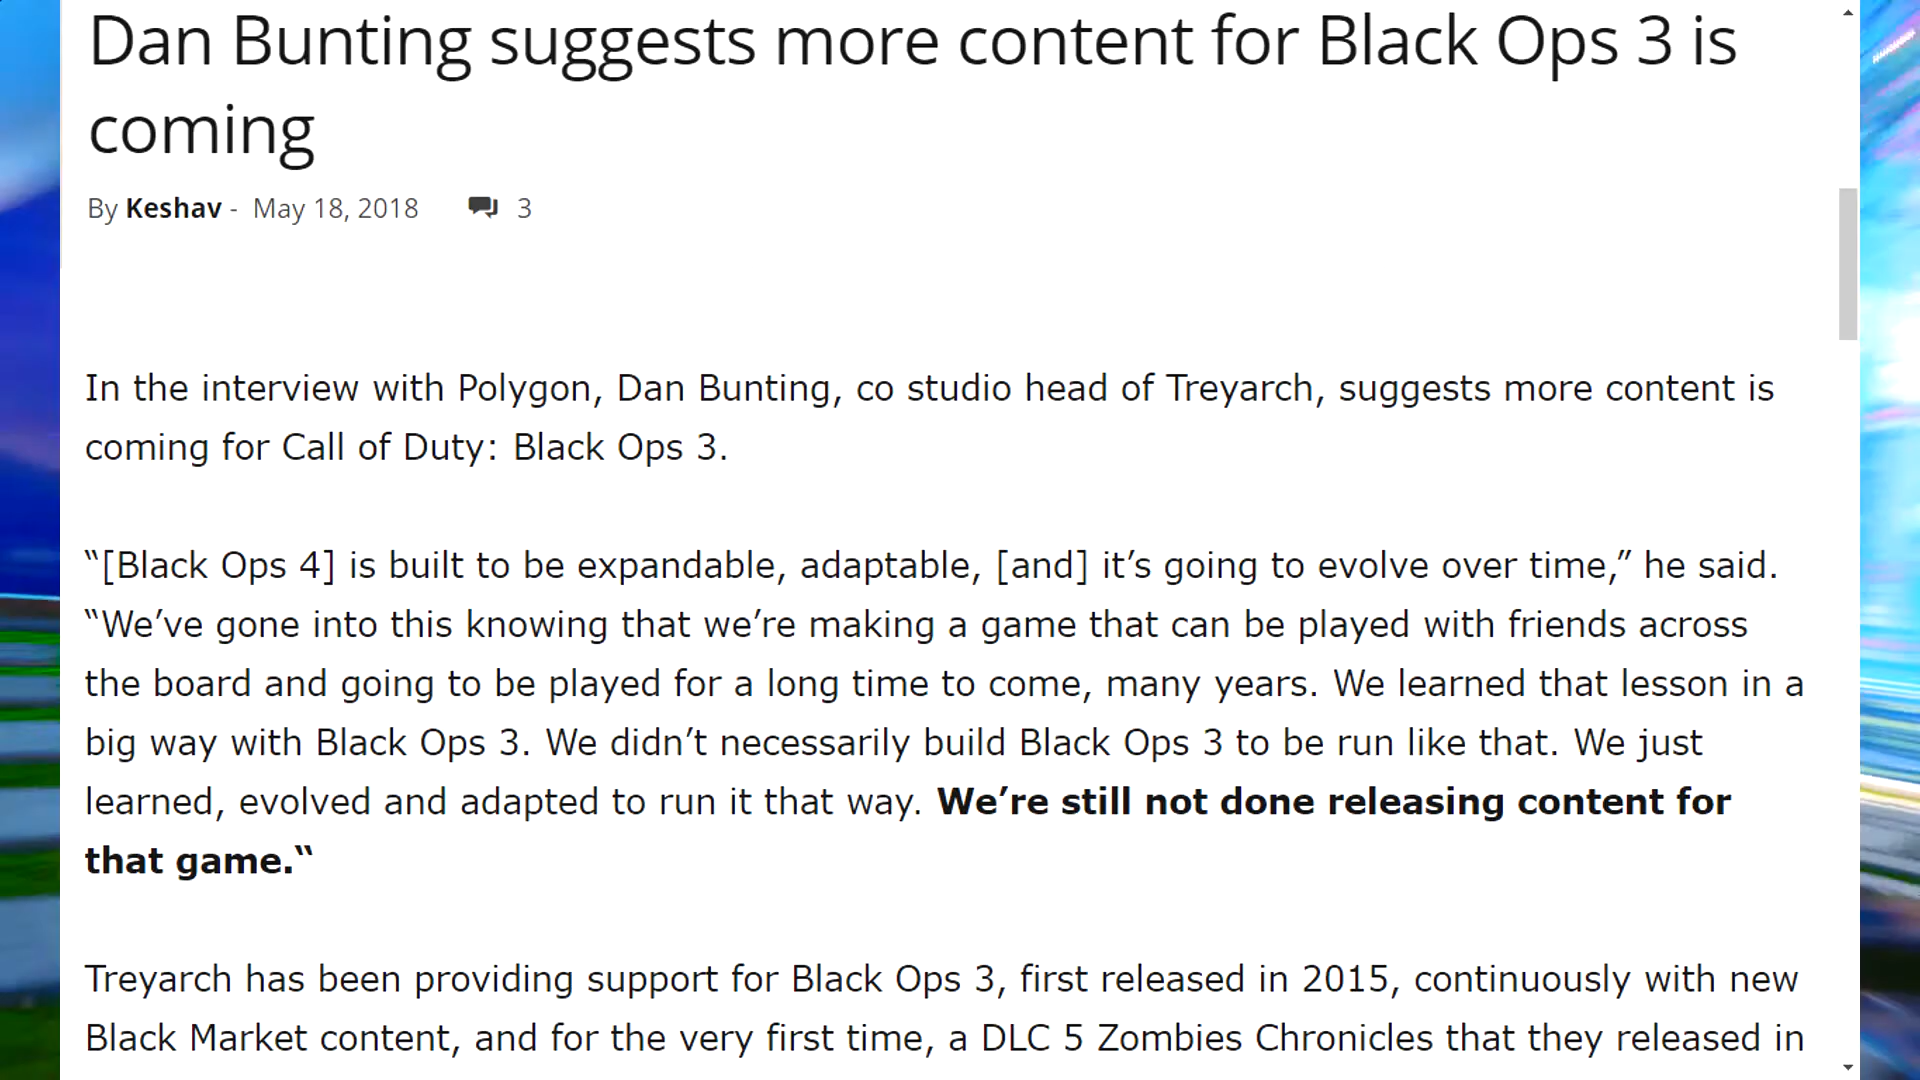 Dan Bunting suggests more content for Black Ops 3 is
coming
By Keshav - May 18, 2018 3
In the interview with Polygon, Dan Bunting, co studio head of Treyarch, suggests more content is
coming for Call of Duty: Black Ops 3.
“[Black Ops 4] is built to be expandable, adaptable, [and] it’s going to evolve over time,” he said.
“We’ve gone into this knowing that we’re making a game that can be played with friends across
the board and going to be played for a long time to come, many years. We learned that lesson in a
big way with Black Ops 3. We didn’t necessarily build Black Ops 3 to be run like that. We just
learned, evolved and adapted to run it that way. We’re still not done releasing content for
that game.“
Treyarch has been providing support for Black Ops 3, first released in 2015, continuously with new
Black Market content, and for the very first time, a DLC 5 Zombies Chronicles that they released in